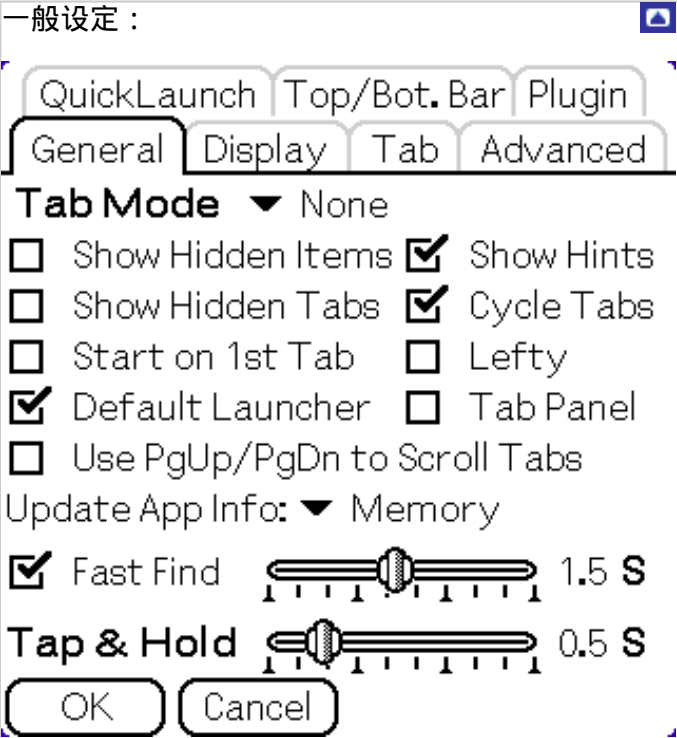 一般设定：
QuickLaunch Top/Bot. Bar Plugin
General Display Tab Advanced
Tab Mode None
Show Hidden Items Show Hints
Show Hidden Tabs Cycle Tabs
Start on 1st Tab Lefty
Default Launcher Tab Panel
Use PgUp/PgDn to Scroll Tabs
Update App Info: Memory
Fast Find 1.5 S
Tap & Hold 0.5 S
OK Cancel